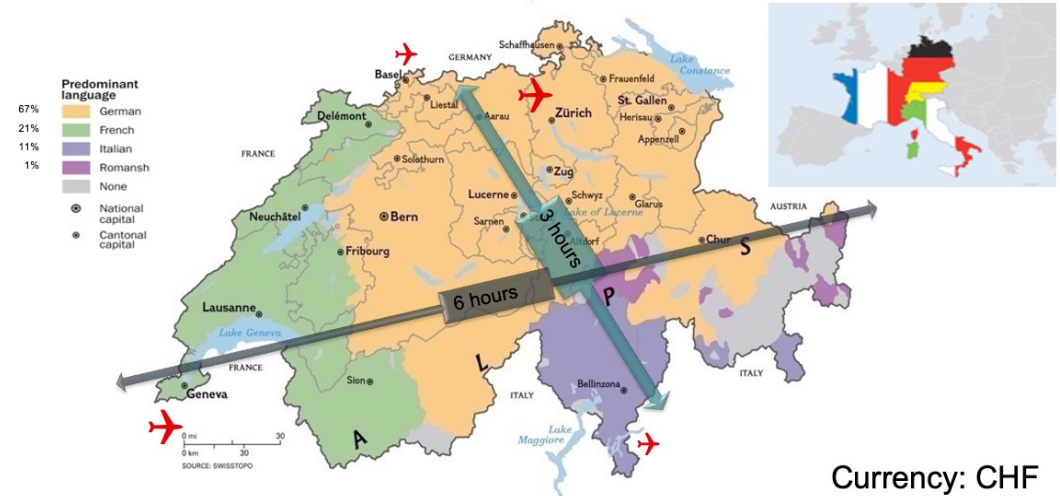 Predominant
language
67% German
21% French
11% Italian
1% Romansh
None
National
capital
Cantonal
capital
GERMANY
Schaffhausen
Lake
Constance
Basel
Frauenfeld
Liestal
St. Gallen
Delémont
Aarau
Zürich
Herisau
Appenzell
FRANCE
Solothurn
Zug
Lucerne
Schwyz
Glarus
Neuchâtel
Bern
Sarnen
Lake of Lucerne
AUSTRIA
3 hours
Altdorf
Chur
S
Fribourg
6 hours
P
Lausanne
Lake Geneva
FRANCE
L
ITALY
Sion
Bellinzona
ITALY
Geneva
A
Lake
Maggiore
0 mi 30
0 km 30
SOURCE: SWISSTOPO
Currency: CHF